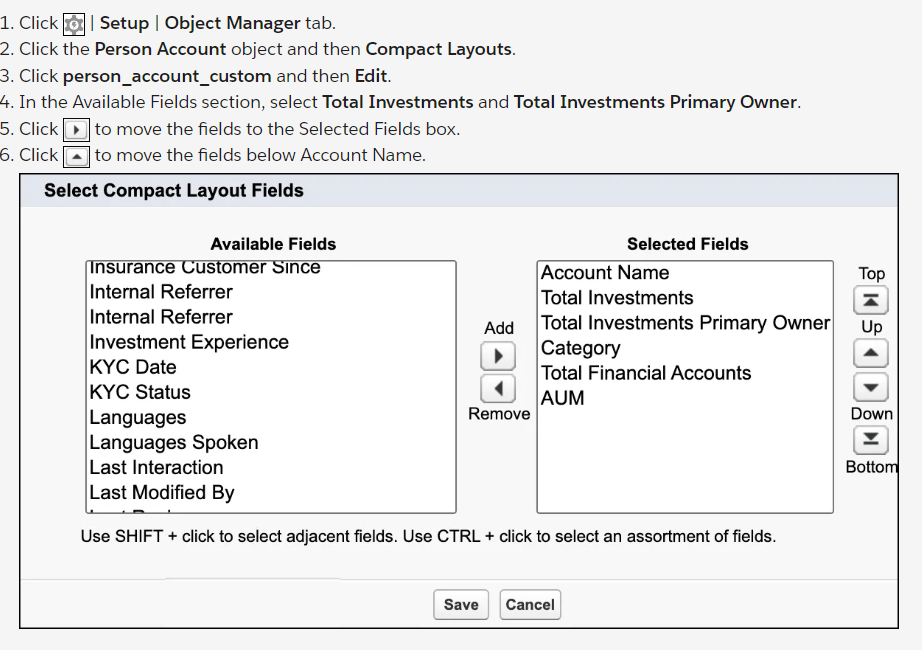 1. Click | Setup | Object Manager tab.
2. Click the Person Account object and then Compact Layouts.
3. Click person_account_custom and then Edit.
4. In the Available Fields section, select Total Investments and Total Investments Primary Owner.
5. Click to move the fields to the Selected Fields box.
6. Click to move the fields below Account Name.
Select Compact Layout Fields
Available Fields
Insurance Customer Since
Internal Referrer
Internal Referrer
Investment Experience
KYC Date
KYC Status
Languages
Languages Spoken
Last Interaction
Last Modified By
Add
Remove
Selected Fields
Account Name
Total Investments
Total Investments Primary Owner
Category
Total Financial Accounts
AUM
Top
Up
Down
Bottom
Use SHIFT + click to select adjacent fields. Use CTRL + click to select an assortment of fields.
Save Cancel